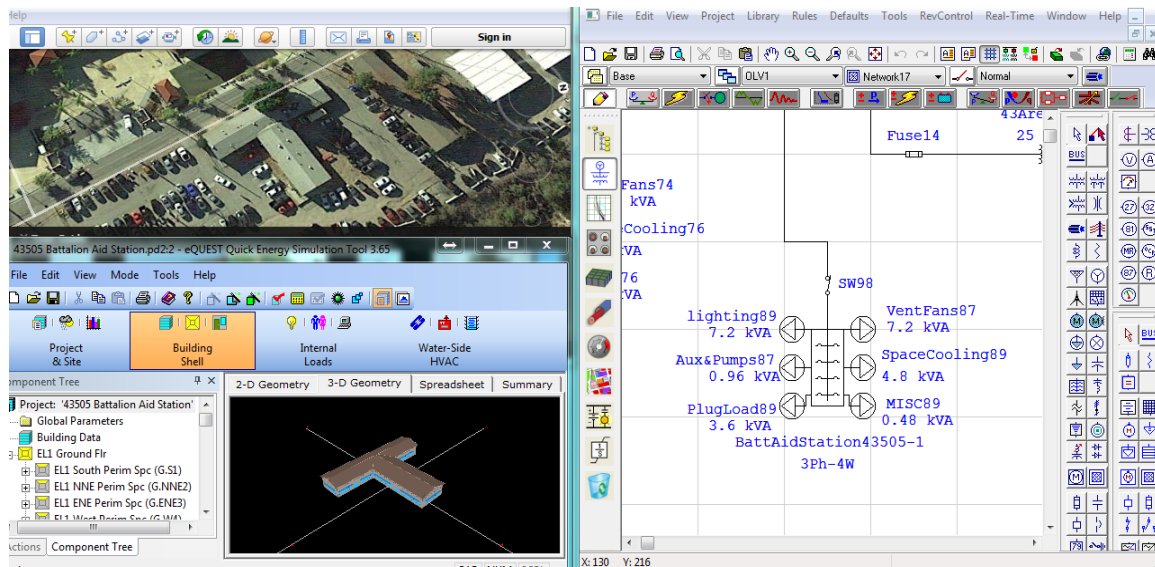 Help
Sign in
43505 Battalion Aid Station.pd2:2 - eQUEST Quick Energy Simulation Tool 3.65
File Edit View Mode Tools Help
Project & Site
Building Shell
Internal Loads
Water-Side HVAC
Component Tree
2-D Geometry 3-D Geometry Spreadsheet Summary
Project: '43505 Battalion Aid Station'
Global Parameters
Building Data
EL1 Ground Flr
EL1 South Perim Spc (G.S1)
EL1 NNE Perim Spc (G.NNE2)
EL1 ENE Perim Spc (G.ENE3)
EL1 West Perim Spc (G.W4)
Actions Component Tree
File Edit View Project Library Rules Defaults Tools RevControl Real-Time Window Help
Base OLV1 Network17 Normal
43Are
Fuse14 25
Fans74
kVA
Cooling76
VA
76
VA
SW98
lighting89
7.2 kVA
VentFans87
7.2 kVA
Aux&Pumps87
0.96 kVA
SpaceCooling89
4.8 kVA
PlugLoad89
3.6 kVA
MISC89
0.48 kVA
BattAidStation43505-1
3Ph-4W
BUS
X: 130 Y: 216